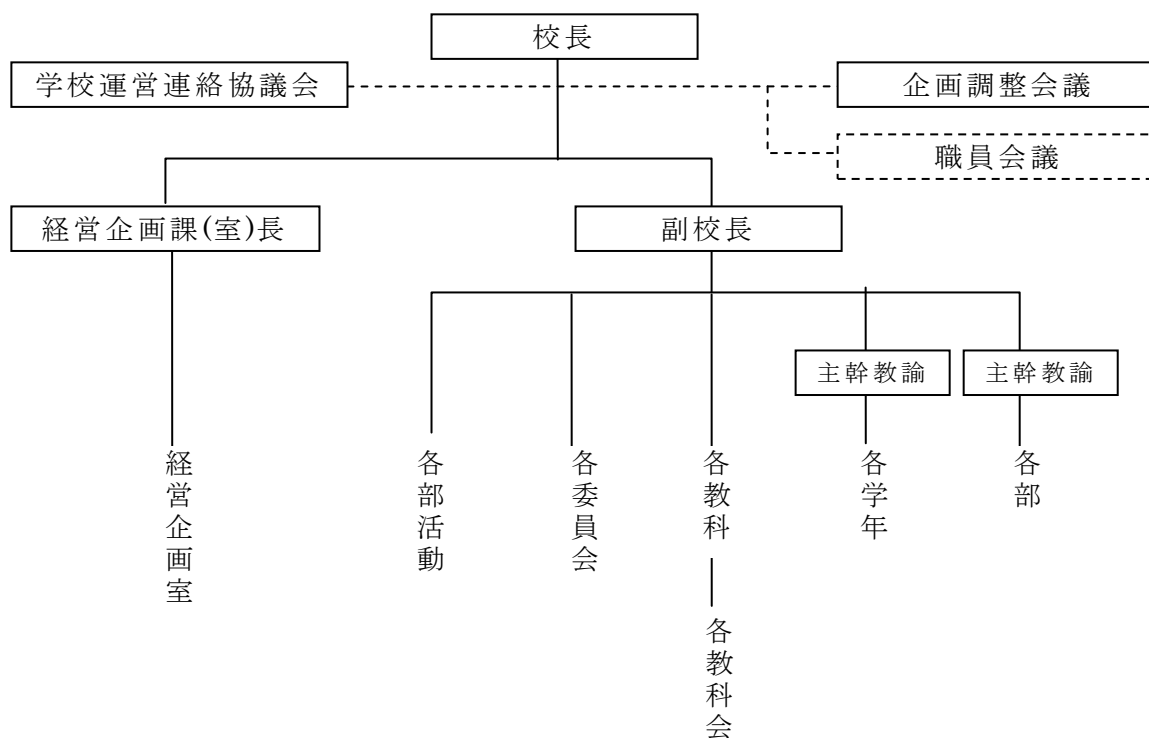 校長
学校運営連絡協議会
企画調整会議
職員会議
経営企画課(室)長
副校長
主幹教諭
主幹教諭
経営企画室
各部活動
各委員会
各教科
各学年
各部
各教科会